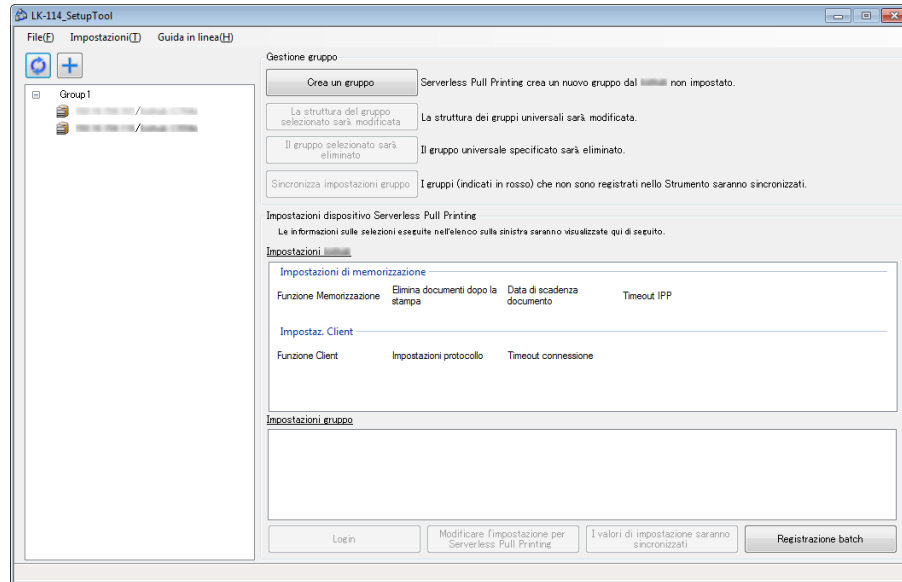 LK-114_SetupTool
File(F) Impostazioni(T) Guida in linea(H)
Gestione gruppo
Crea un gruppo
Serverless Pull Printing crea un nuovo gruppo dal non impostato.
Group1
La struttura del gruppo
selezionato sarà modificata
La struttura dei gruppi universali sarà modificata.
Il gruppo selezionato sarà
eliminato
Il gruppo universale specificato sarà eliminato.
Sincronizza impostazioni gruppo
I gruppi (indicati in rosso) che non sono registrati nello Strumento saranno sincronizzati.
Impostazioni dispositivo Serverless Pull Printing
Le informazioni sulle selezioni eseguite nell'elenco sulla sinistra saranno visualizzate qui di seguito.
Impostazioni
Impostazioni di memorizzazione
Funzione Memorizzazione
Elimina documenti dopo la
stampa
Data di scadenza
documento
Timeout IPP
Impostaz. Client
Funzione Client
Impostazioni protocollo
Timeout connessione
Impostazioni gruppo
Login
Modificare l'impostazione per
Serverless Pull Printing
I valori di impostazione saranno
sincronizzati
Registrazione batch